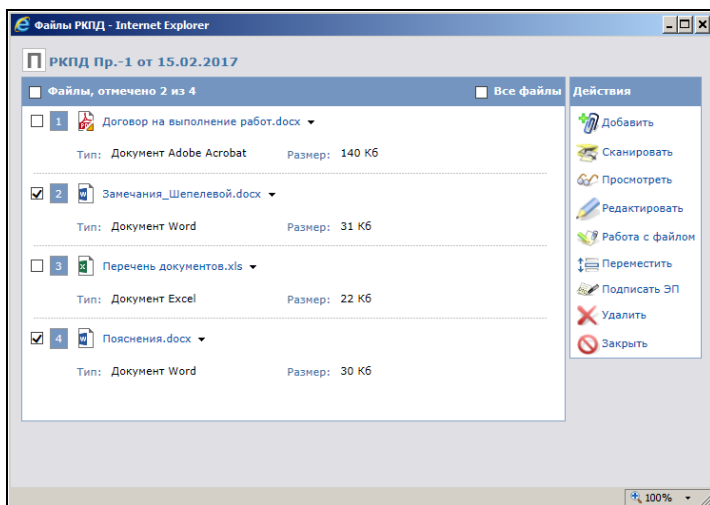 Файлы РКПД - Internet Explorer
П РКПД Пр.-1 от 15.02.2017
Файлы, отмечено 2 из 4
Все файлы
1 Договор на выполнение работ.docx
Тип: Документ Adobe Acrobat Размер: 140 Кб
2 Замечания_Шепелевой.docx
Тип: Документ Word Размер: 31 Кб
3 Перечень документов.xls
Тип: Документ Excel Размер: 22 Кб
4 Пояснения.docx
Тип: Документ Word Размер: 30 Кб
Действия
Добавить
Сканировать
Просмотреть
Редактировать
Работа с файлом
Переместить
Подписать ЭП
Удалить
Закрыть
100%